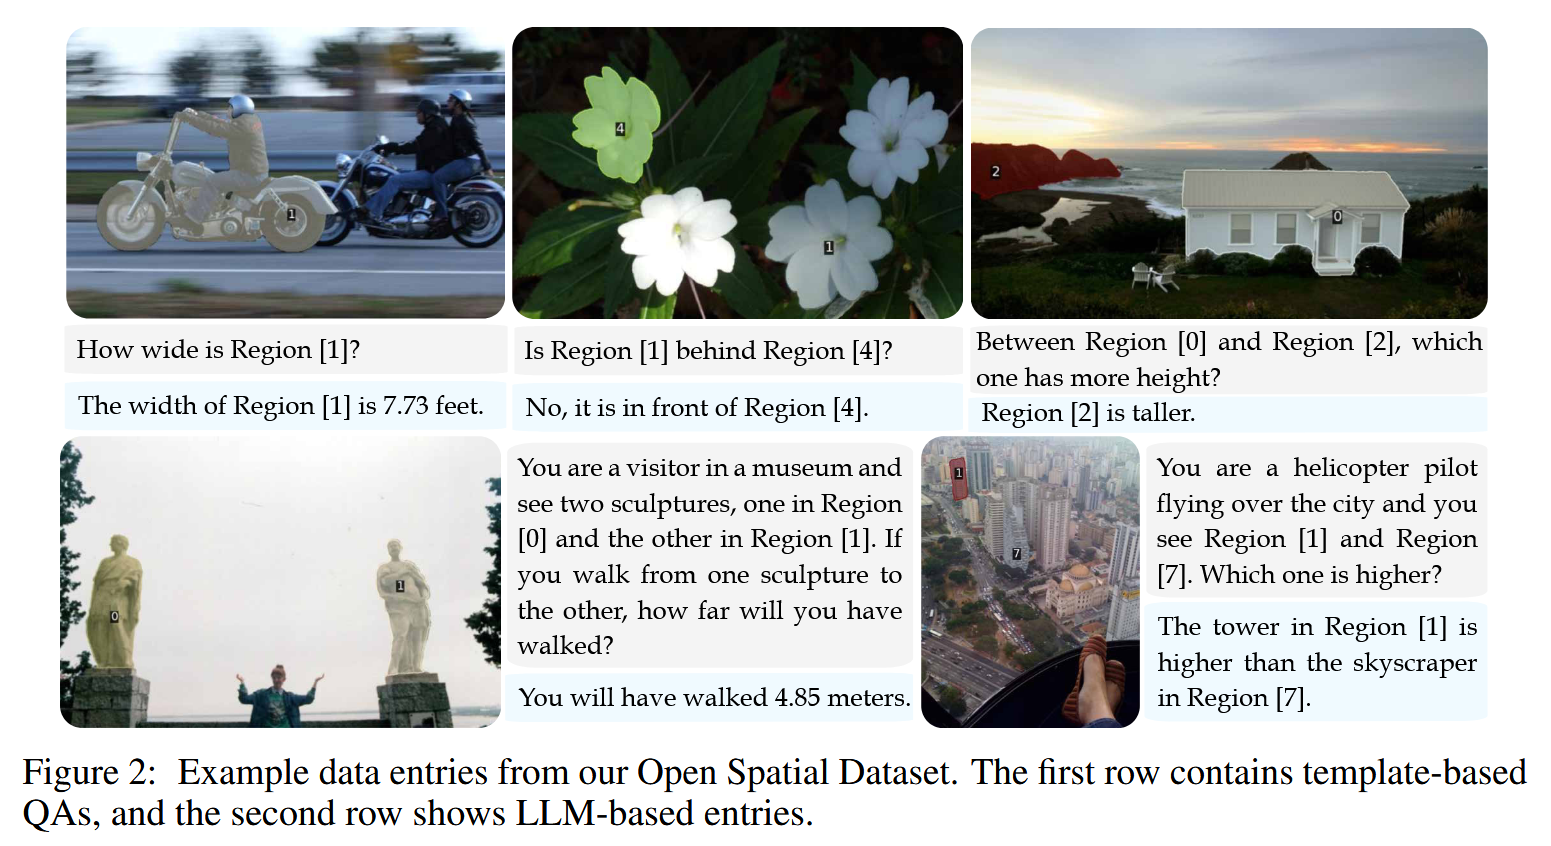 1
4
1
2
0
How wide is Region [1]?
The width of Region [1] is 7.73 feet.
Is Region [1] behind Region [4]?
No, it is in front of Region [4].
Between Region [0] and Region [2], which
one has more height?
Region [2] is taller.
0
1
You are a visitor in a museum and
see two sculptures, one in Region
[0] and the other in Region [1]. If
you walk from one sculpture to
the other, how far will you have
walked?
You will have walked 4.85 meters.
1
7
You are a helicopter pilot
flying over the city and you
see Region [1] and Region
[7]. Which one is higher?
The tower in Region [1] is
higher than the skyscraper
in Region [7].
Figure 2: Example data entries from our Open Spatial Dataset. The first row contains template-based
QAs, and the second row shows LLM-based entries.